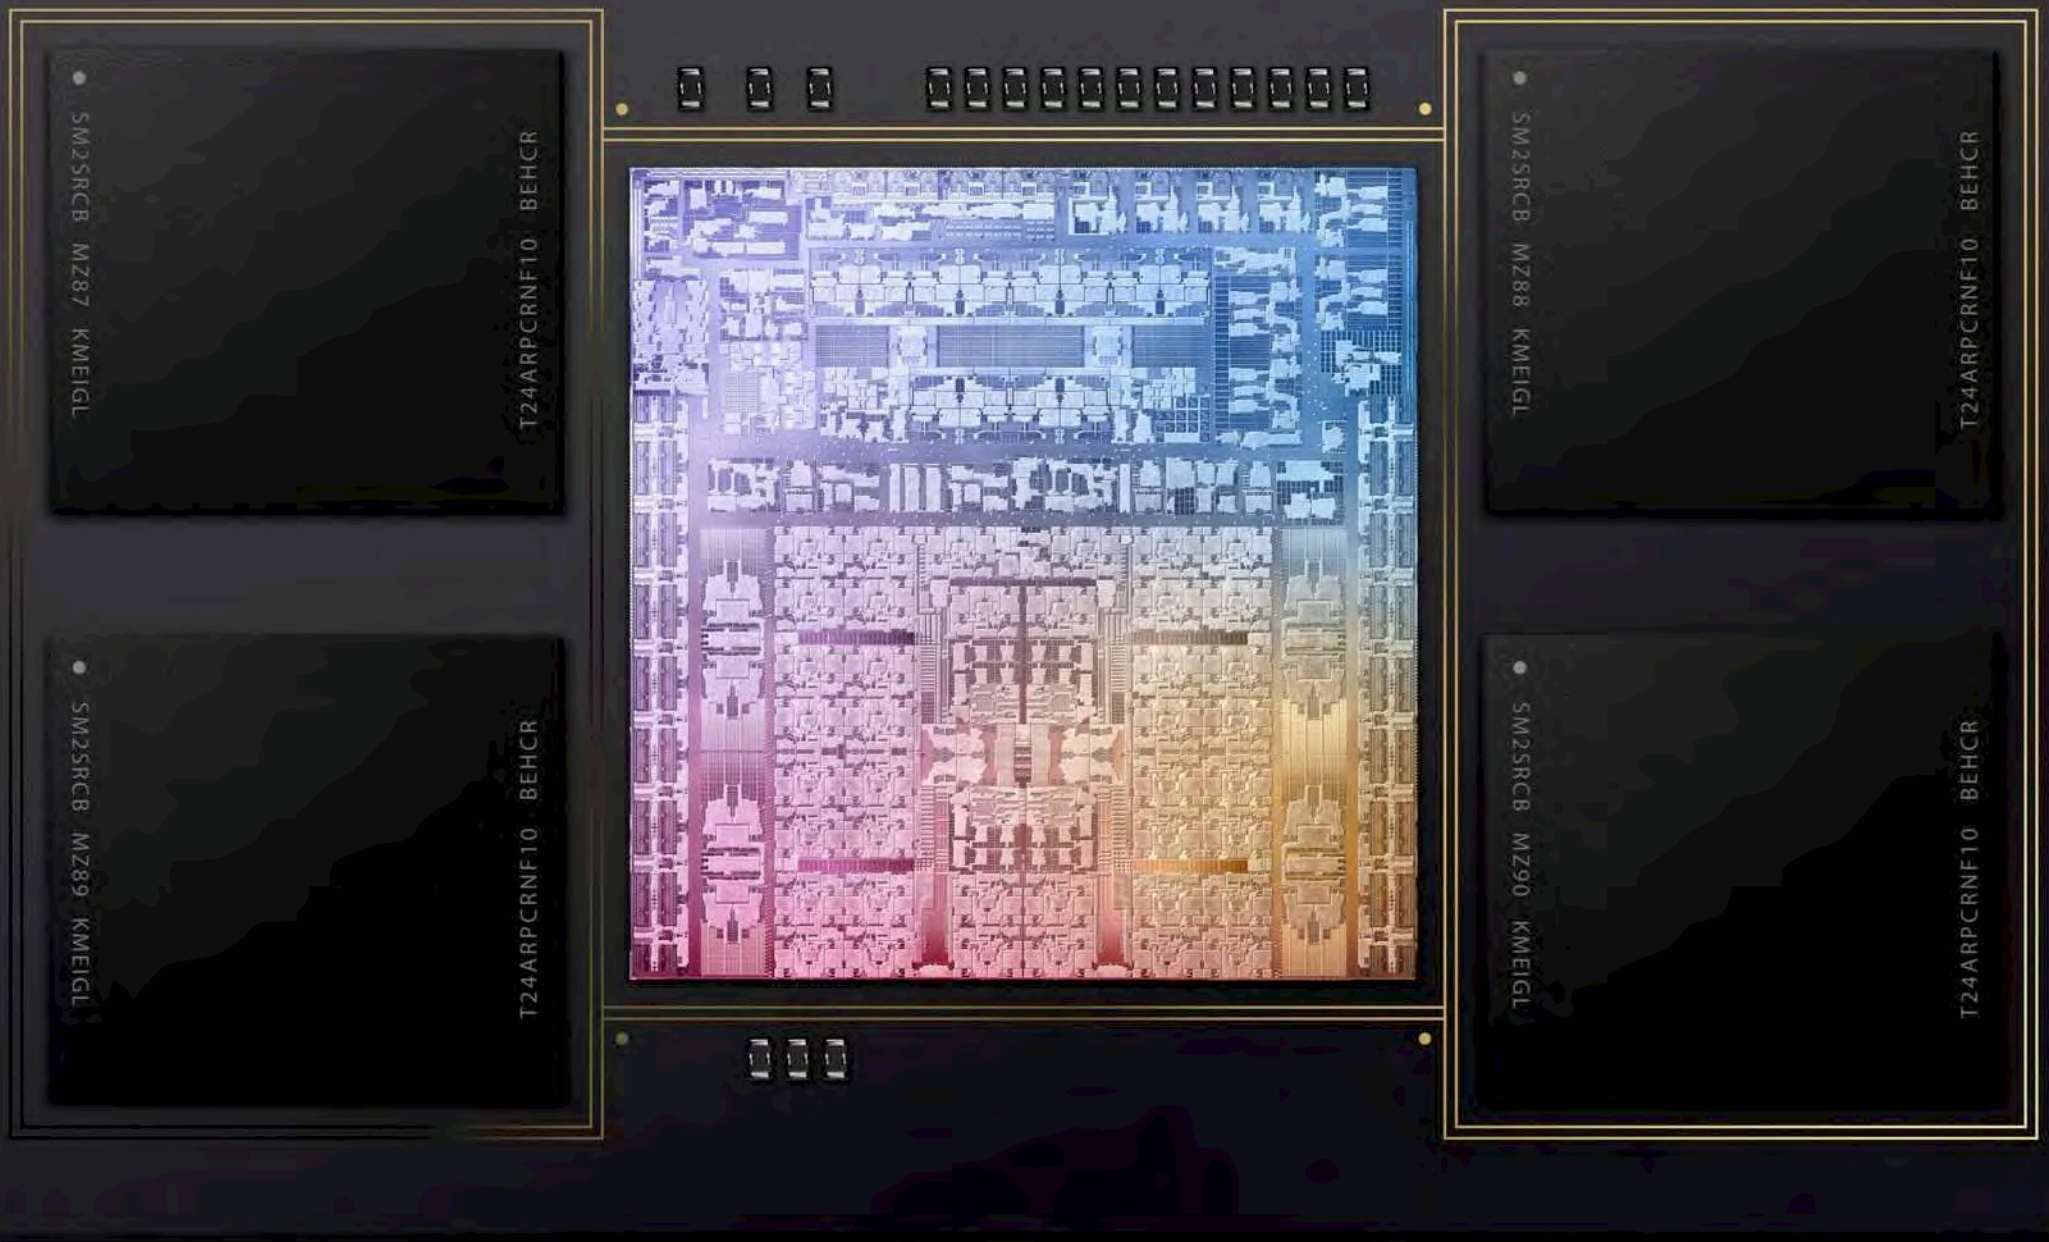 SM2SRCB MZ87 KMEIGL
T24ARPCRNF10 BEHCR
SM2SRCB MZ88 KMEIGL
T24ARPCRNF10 BEHCR
SM2SRCB MZ89 KMEIGL
T24ARPCRNF10 BEHCR
SM2SRCB MZ90 KMEIGL
T24ARPCRNF10 BEHCR